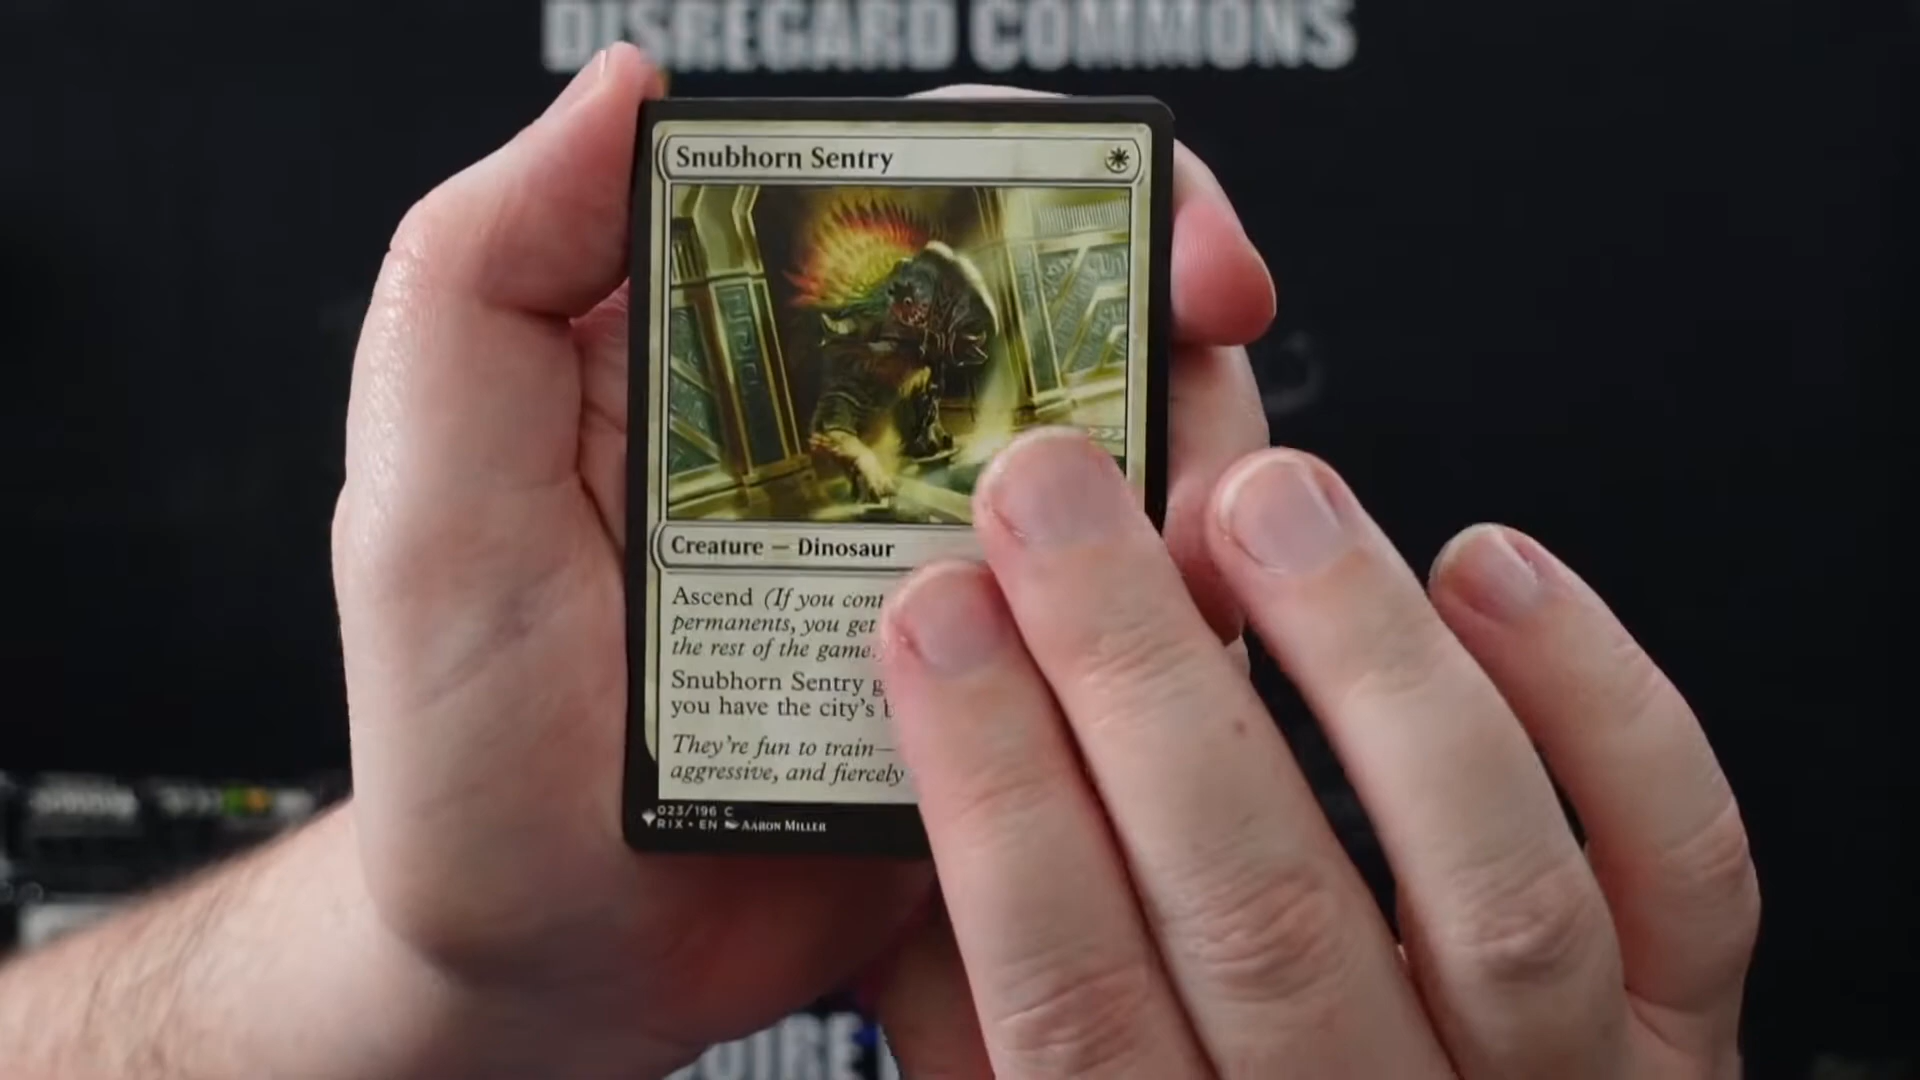 DISREGARD COMMONS
Snubhorn Sentry
Creature — Dinosaur
Ascend (If you cont
permanents, you get
the rest of the game.
Snubhorn Sentry g
you have the city's b
They're fun to train—
aggressive, and fiercely
023/196 C
RIX • EN AARON MILLER